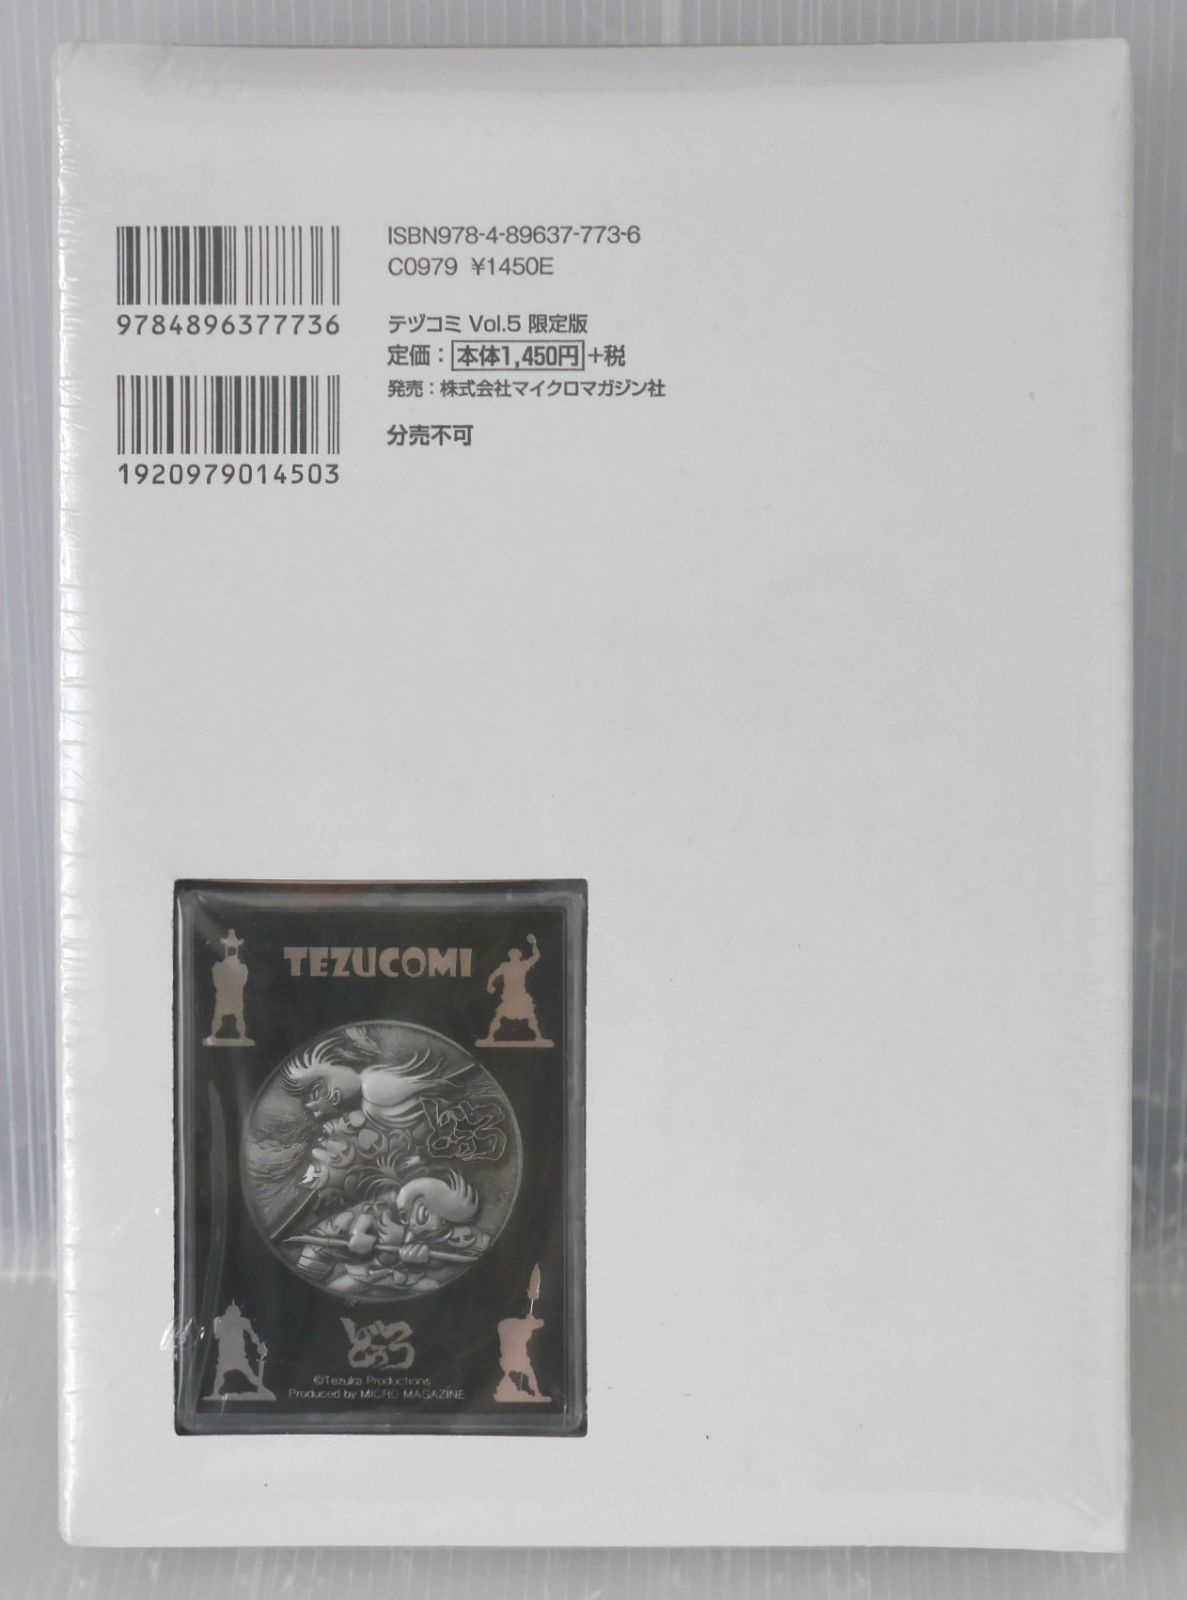 ISBN978-4-89637-773-6
C0979 ¥1450E
9784896377736
テヅコミ Vol.5 限定版
定価：本体1,450円+税
発売：株式会社マイクロマガジン社
1920979014503
分売不可
TEZUCOMI
どろろ
©Tezuka Productions
Produced by MICRO MAGAZINE